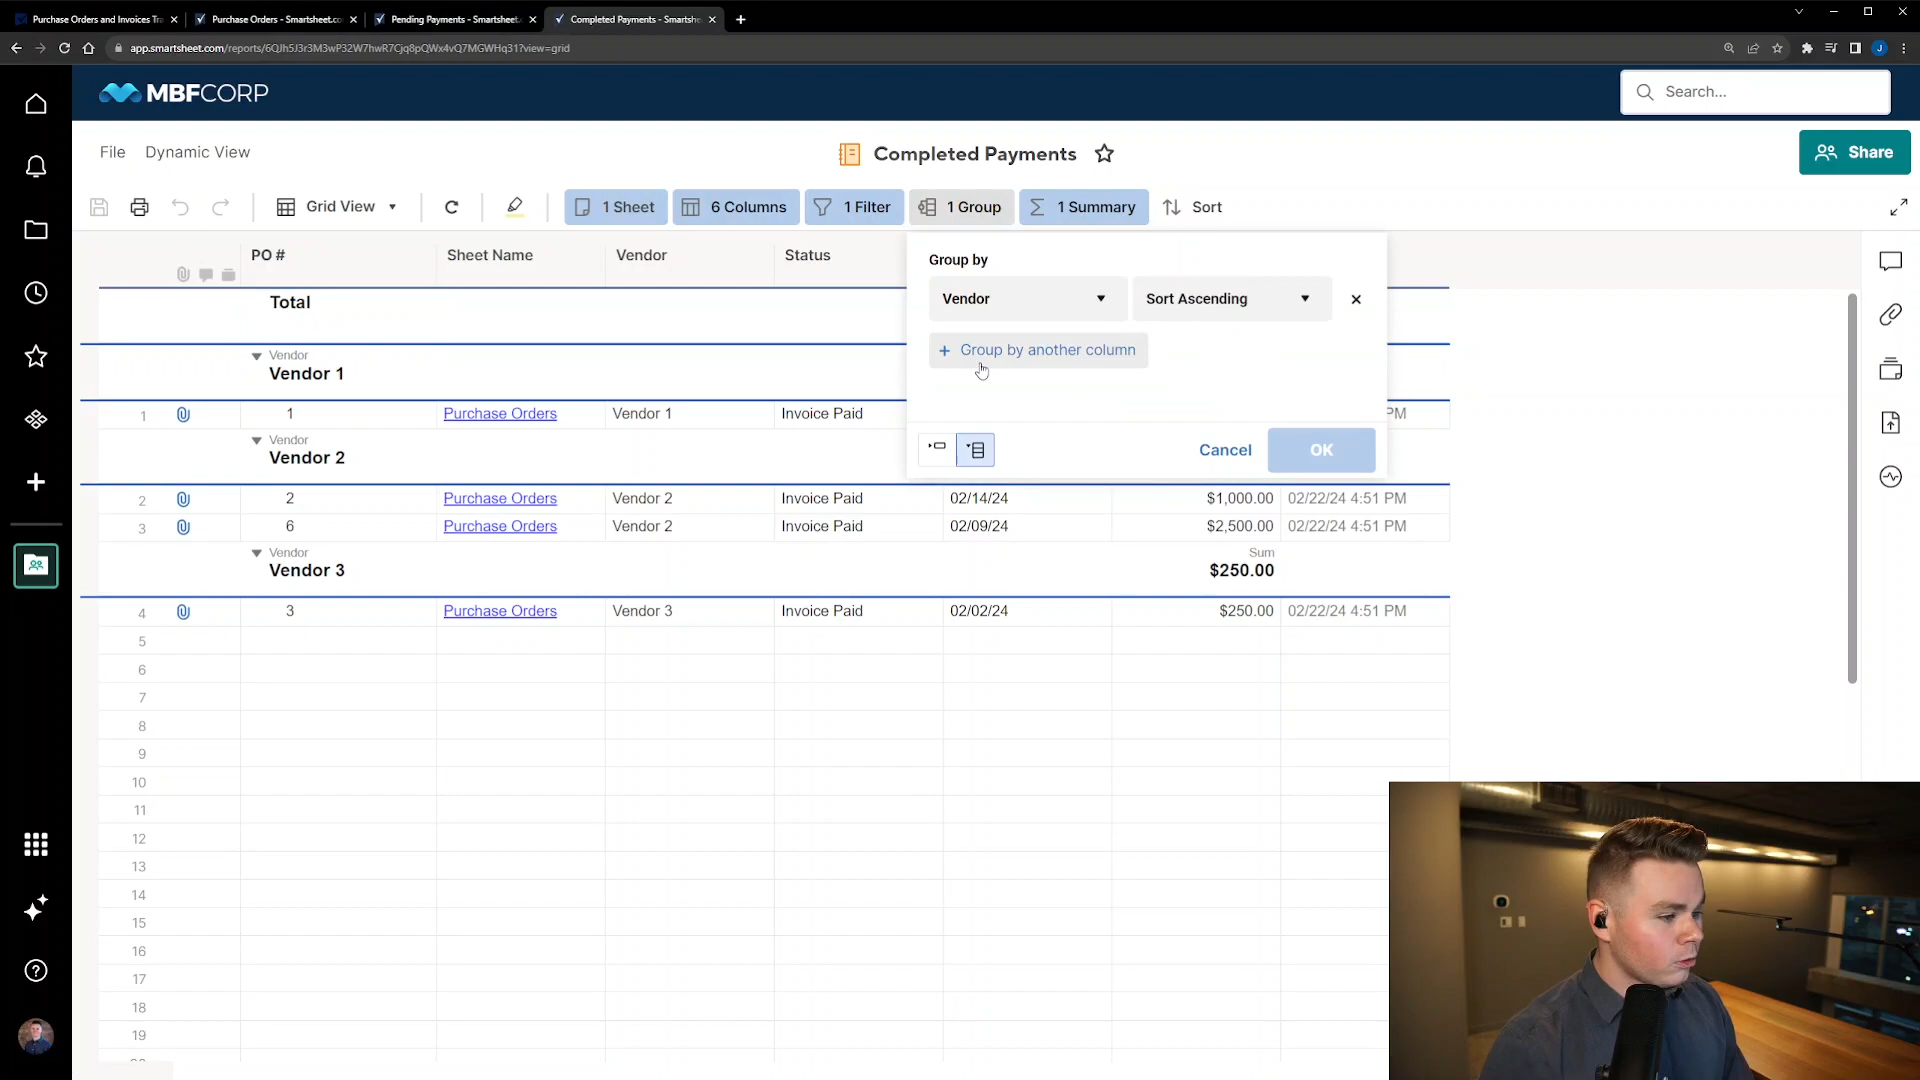 Purchase Orders and Invoices Tra
Purchase Orders - Smartsheet.co
Pending Payments - Smartsheet.
Completed Payments - Smartshe
app.smartsheet.com/reports/6QJh5J3r3M3wP32W7hwR7Cjq8pQWx4vQ7MGWHq31?view=grid
J
MBFCORP
Search...
File
Dynamic View
Completed Payments
Share
Grid View
1 Sheet
6 Columns
1 Filter
1 Group
1 Summary
Sort
PO #
Sheet Name
Vendor
Status
Group by
Vendor
Sort Ascending
+ Group by another column
Cancel
OK
Total
Vendor
Vendor 1
1 1 Purchase Orders Vendor 1 Invoice Paid PM
Vendor
Vendor 2
2 2 Purchase Orders Vendor 2 Invoice Paid 02/14/24 $1,000.00 02/22/24 4:51 PM
3 6 Purchase Orders Vendor 2 Invoice Paid 02/09/24 $2,500.00 02/22/24 4:51 PM
Vendor Sum
Vendor 3 $250.00
4 3 Purchase Orders Vendor 3 Invoice Paid 02/02/24 $250.00 02/22/24 4:51 PM
5
6
7
8
9
10
11
12
13
14
15
16
17
18
19